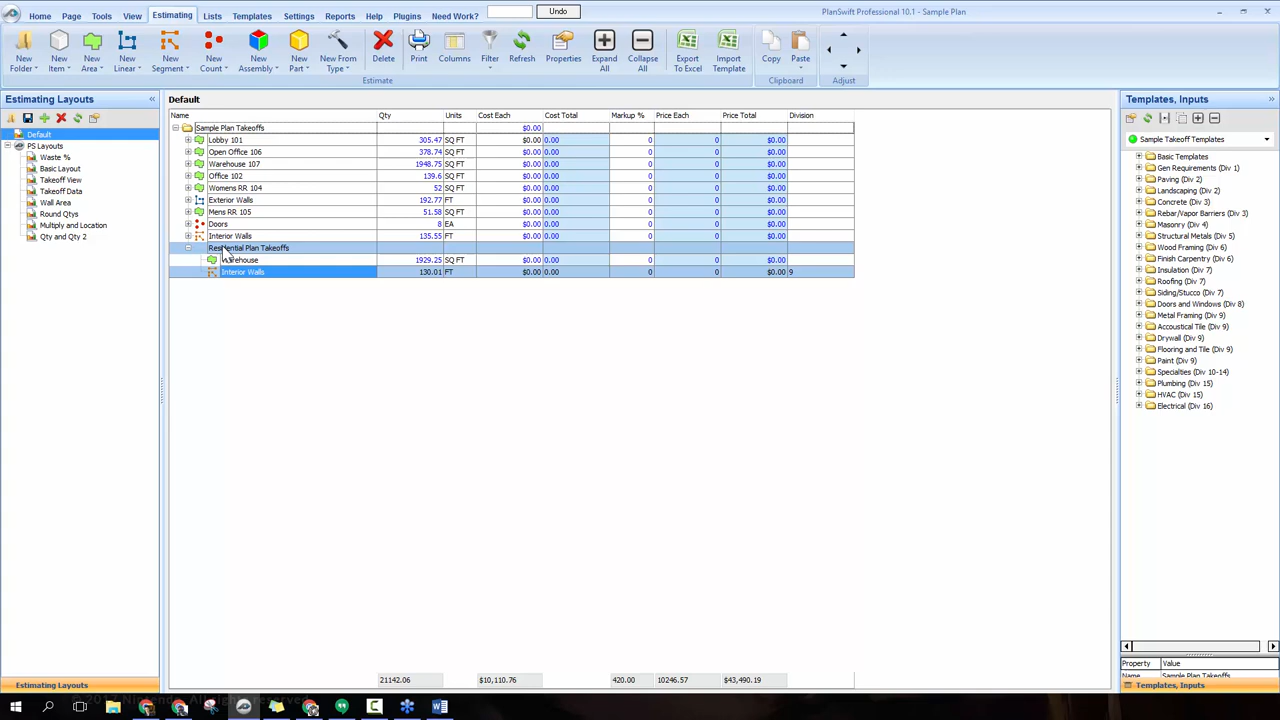 Home Page Tools View Estimating Lists Templates Settings Reports Help Plugins Need Work? Undo PlanSwift Professional 10.1 - Sample Plan
New Folder New Item New Area New Linear New Segment New Count New Assembly New Part New From Type Delete Print Columns Filter Refresh Properties Expand All Collapse All Export To Excel Import Template Copy Paste
Estimate Clipboard Adjust
Estimating Layouts
Default
PS Layouts
Waste %
Basic Layout
Takeoff View
Takeoff Data
Wall Area
Round Qtys
Multiply and Location
Qty and Qty 2
Estimating Layouts
Default
Name Qty Units Cost Each Cost Total Markup % Price Each Price Total Division
Sample Plan Takeoffs $0.00
Lobby 101 305.47 SQ FT $0.00 0.00 0 0 $0.00
Open Office 106 378.74 SQ FT $0.00 0.00 0 0 $0.00
Warehouse 107 1948.75 SQ FT $0.00 0.00 0 0 $0.00
Office 102 139.6 SQ FT $0.00 0.00 0 0 $0.00
Womens RR 104 52 SQ FT $0.00 0.00 0 0 $0.00
Exterior Walls 192.77 FT $0.00 0.00 0 0 $0.00
Mens RR 105 51.58 SQ FT $0.00 0.00 0 0 $0.00
Doors 8 EA $0.00 0.00 0 0 $0.00
Interior Walls 135.55 FT $0.00 0.00 0 0 $0.00
Residential Plan Takeoffs
Warehouse 1929.25 SQ FT $0.00 0.00 0 0 $0.00
Interior Walls 130.01 FT $0.00 0.00 0 0 $0.00 9
21142.06 $10,110.76 420.00 10246.57 $43,490.19
Templates, Inputs
Sample Takeoff Templates
Basic Templates
Gen Requirements (Div 1)
Paving (Div 2)
Landscaping (Div 2)
Concrete (Div 3)
Rebar/Vapor Barriers (Div 3)
Masonry (Div 4)
Structural Metals (Div 5)
Wood Framing (Div 6)
Finish Carpentry (Div 6)
Insulation (Div 7)
Roofing (Div 7)
Siding/Stucco (Div 7)
Doors and Windows (Div 8)
Metal Framing (Div 9)
Accoustical Tile (Div 9)
Drywall (Div 9)
Flooring and Tile (Div 9)
Paint (Div 9)
Specialties (Div 10-14)
Plumbing (Div 15)
HVAC (Div 15)
Electrical (Div 16)
Property Value
Templates, Inputs